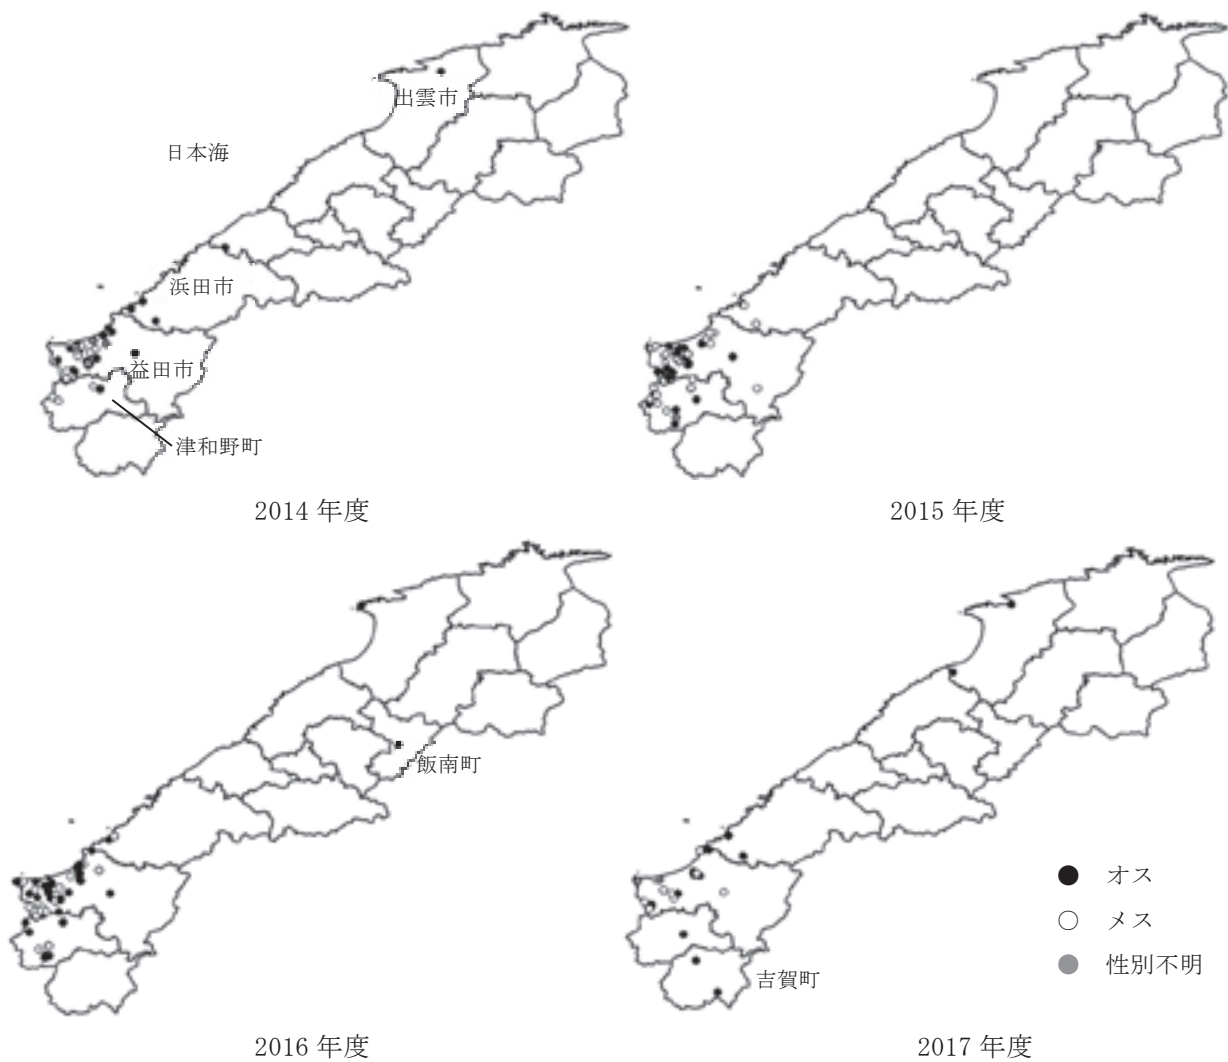 出雲市
日本海
浜田市
益田市
津和野町
2014 年度
2015 年度
飯南町
オス
メス
性別不明
吉賀町
2016 年度
2017 年度